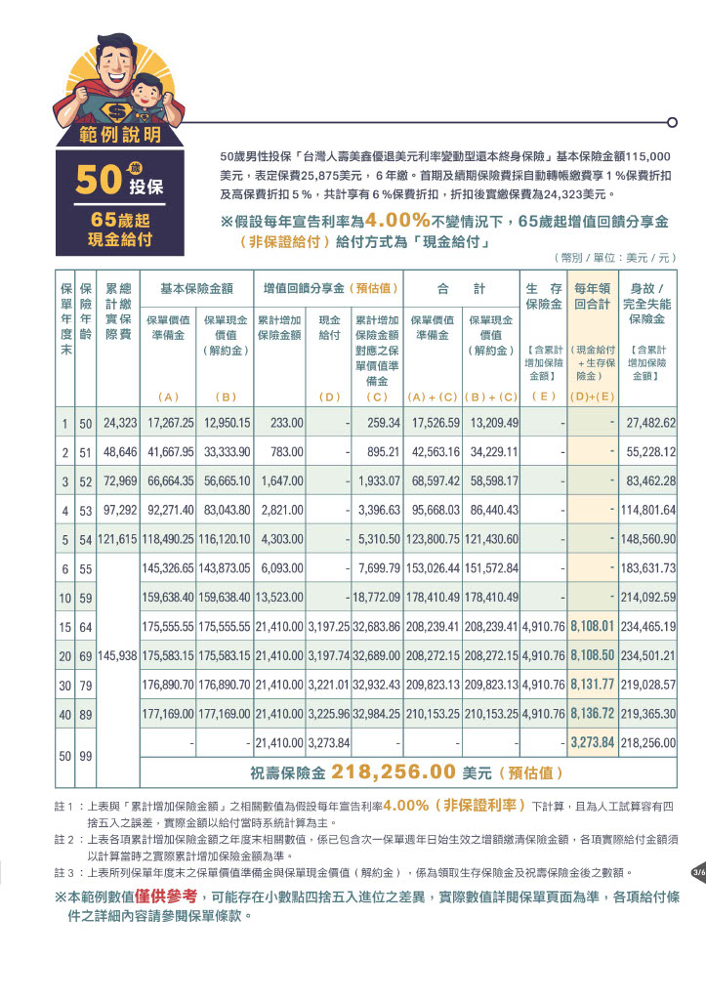 範例說明
50歲投保
65歲起
現金給付
50歲男性投保「台灣人壽美鑫優退美元利率變動型還本終身保險」基本保險金額115,000
美元，表定保費25,875美元，6年繳。首期及續期保險費採自動轉帳繳費享1%保費折扣
及高保費折扣5%，共計享有6%保費折扣，折扣後實繳保費為24,323美元。
※假設每年宣告利率為4.00%不變情況下，65歲起增值回饋分享金
（非保證給付）給付方式為「現金給付」
（幣別/單位：美元/元）
保單年度末 保險年齡 累計實際總繳保費 基本保險金額 增值回饋分享金（預估值） 合計 生存保險金 每年領回合計 身故/完全失能保險金
保單價值準備金 保單現金價值（解約金） 累計增加保險金額 現金給付 累計增加保險金額對應之保單價值準備金 保單價值準備金 保單現金價值（解約金） 【含累計增加保險金額】 （現金給付+生存保險金） 【含累計增加保險金額】
（A） （B） （D） （C） （A）+（C） （B）+（C） （E） （D)+(E）
1 50 24,323 17,267.25 12,950.15 233.00 - 259.34 17,526.59 13,209.49 - - 27,482.62
2 51 48,646 41,667.95 33,333.90 783.00 - 895.21 42,563.16 34,229.11 - - 55,228.12
3 52 72,969 66,664.35 56,665.10 1,647.00 - 1,933.07 68,597.42 58,598.17 - - 83,462.28
4 53 97,292 92,271.40 83,043.80 2,821.00 - 3,396.63 95,668.03 86,440.43 - - 114,801.64
5 54 121,615 118,490.25 116,120.10 4,303.00 - 5,310.50 123,800.75 121,430.60 - - 148,560.90
6 55 145,326.65 143,873.05 6,093.00 - 7,699.79 153,026.44 151,572.84 - - 183,631.73
10 59 159,638.40 159,638.40 13,523.00 - 18,772.09 178,410.49 178,410.49 - - 214,092.59
15 64 175,555.55 175,555.55 21,410.00 3,197.25 32,683.86 208,239.41 208,239.41 4,910.76 8,108.01 234,465.19
20 69 145,938 175,583.15 175,583.15 21,410.00 3,197.74 32,689.00 208,272.15 208,272.15 4,910.76 8,108.50 234,501.21
30 79 176,890.70 176,890.70 21,410.00 3,221.01 32,932.43 209,823.13 209,823.13 4,910.76 8,131.77 219,028.57
40 89 177,169.00 177,169.00 21,410.00 3,225.96 32,984.25 210,153.25 210,153.25 4,910.76 8,136.72 219,365.30
50 99 - - 21,410.00 3,273.84 - - - - 3,273.84 218,256.00
祝壽保險金 218,256.00 美元（預估值）
註1：上表與「累計增加保險金額」之相關數值為假設每年宣告利率4.00%（非保證利率）下計算，且為人工試算容有四
捨五入之誤差，實際金額以給付當時系統計算為主。
註2：上表各項累計增加保險金額之年度末相關數值，係已包含次一保單週年日始生效之增額繳清保險金額，各項實際給付金額須
以計算當時之實際累計增加保險金額為準。
註3：上表所列保單年度末之保單價值準備金與保單現金價值（解約金），係為領取生存保險金及祝壽保險金後之數額。
3/6
※本範例數值僅供參考，可能存在小數點四捨五入進位之差異，實際數值詳閱保單頁面為準，各項給付條
件之詳細內容請參閱保單條款。